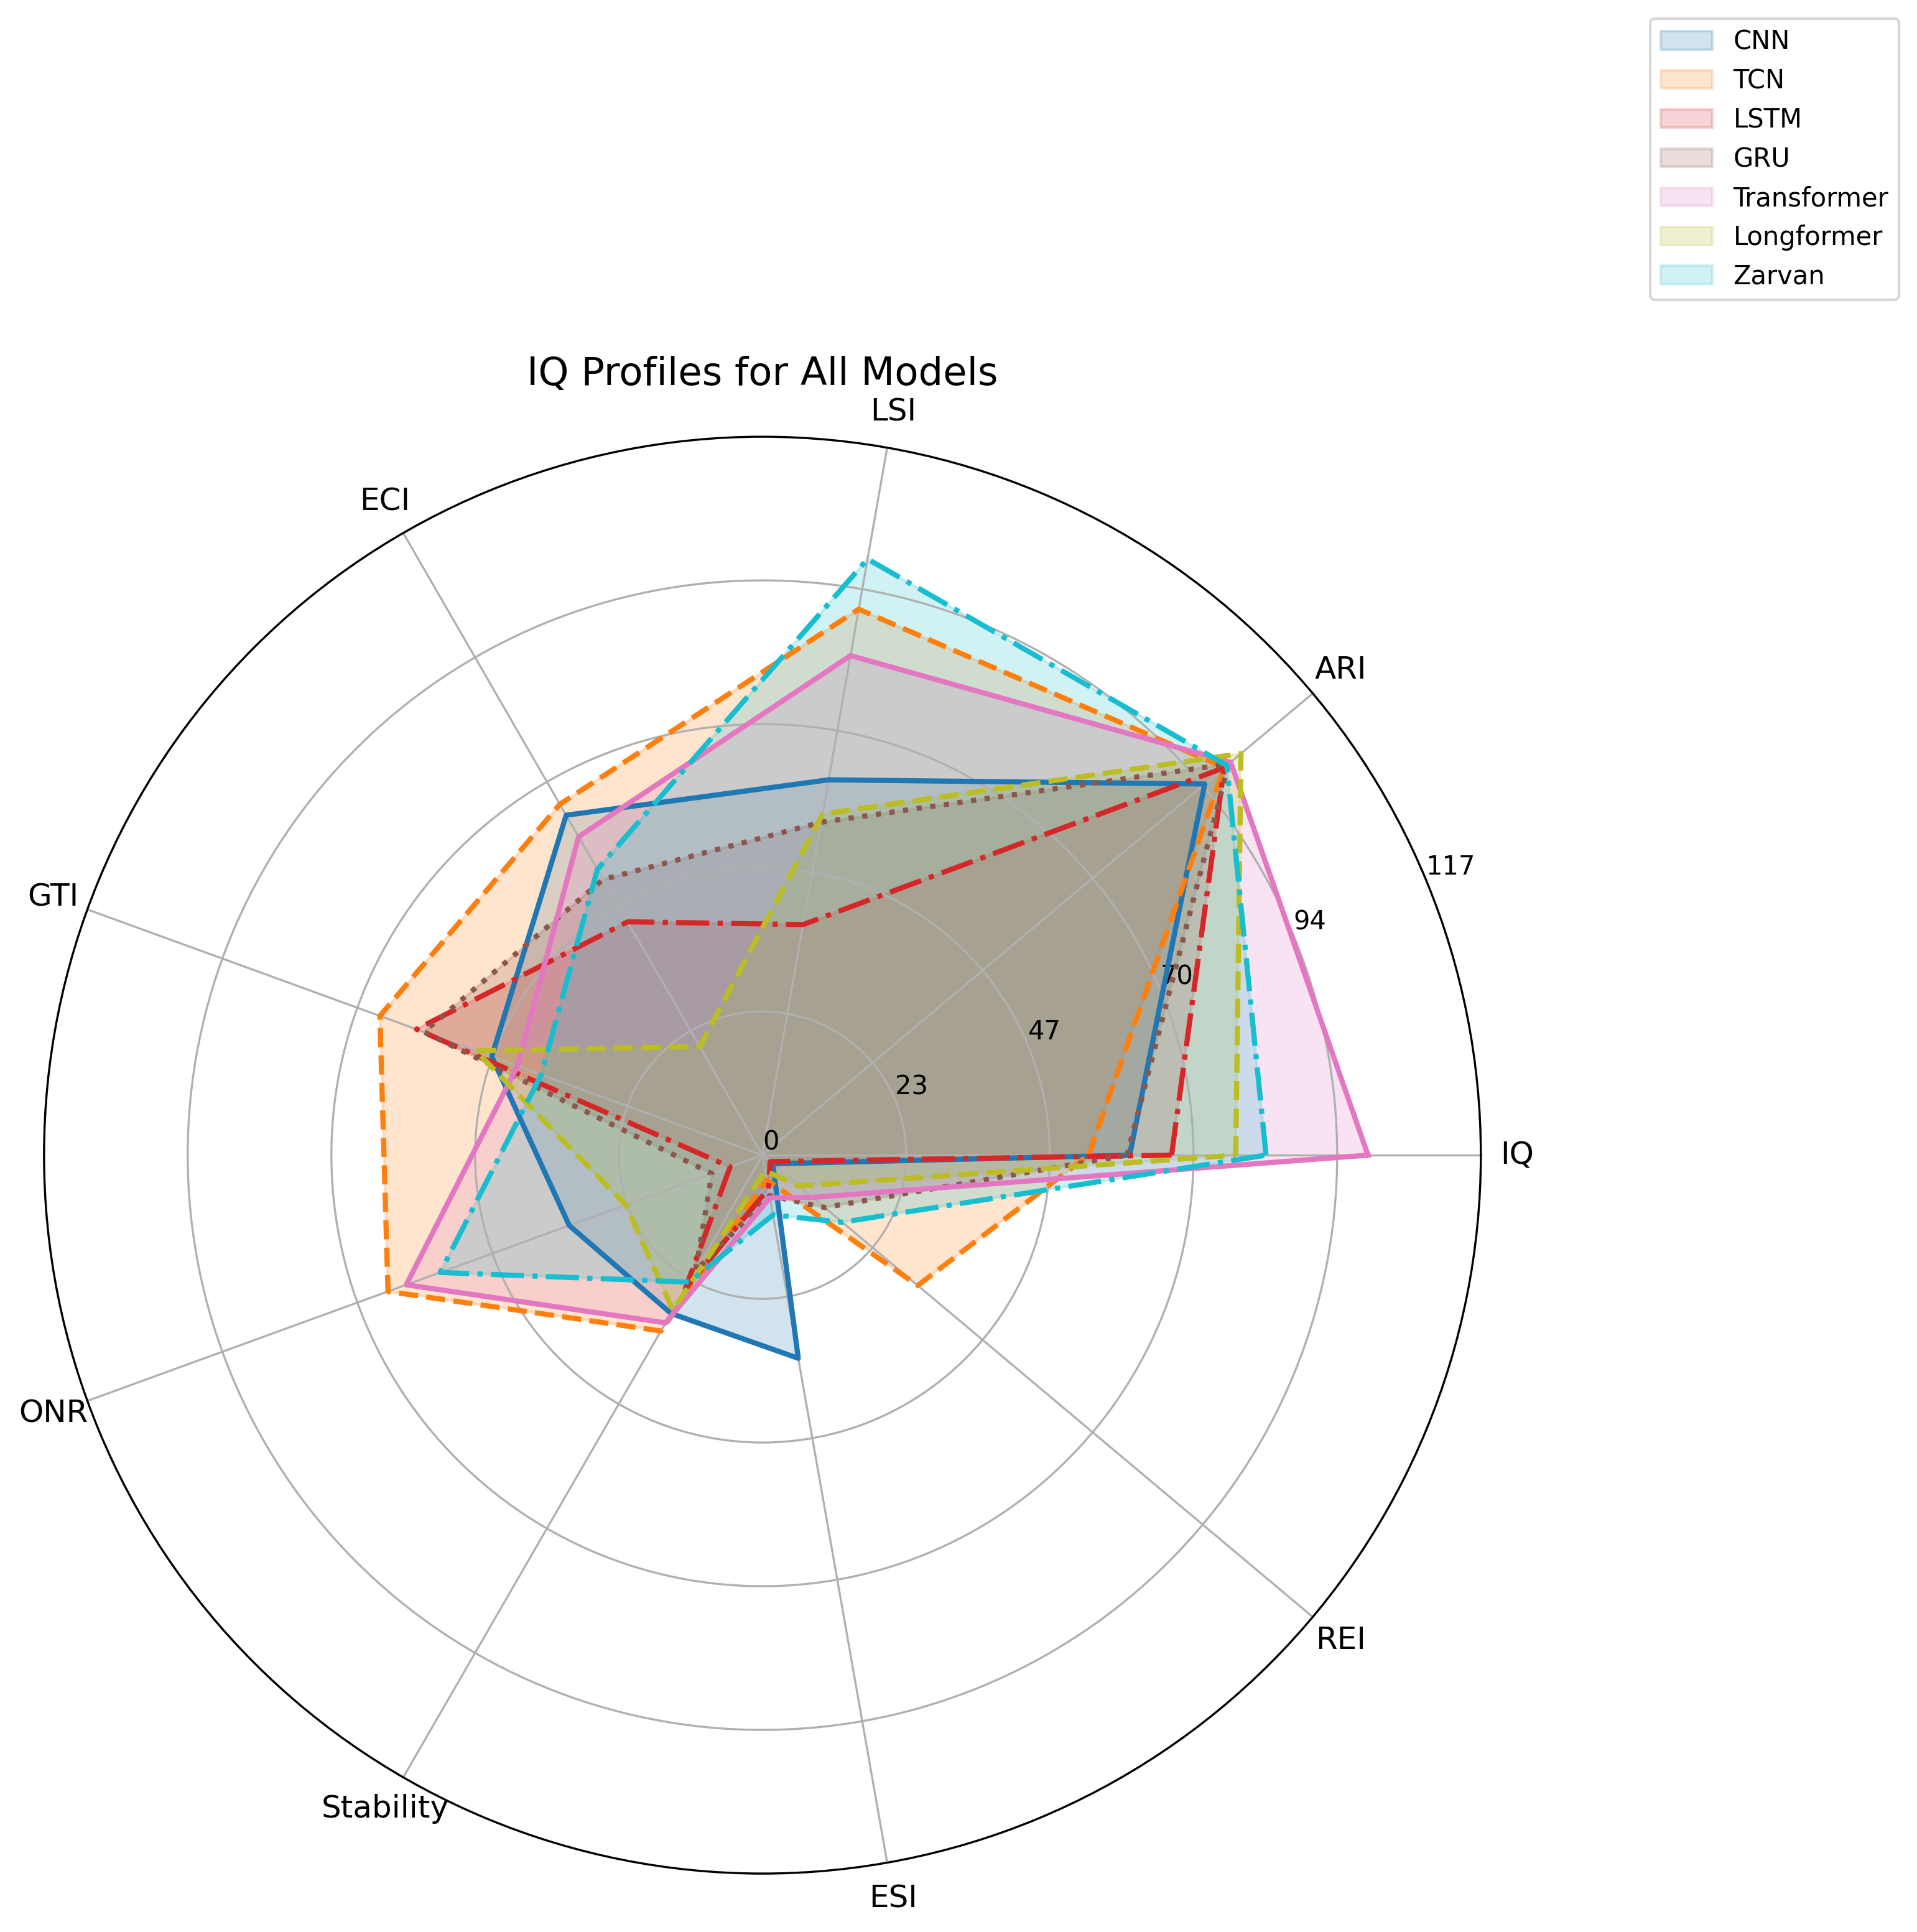 CNN
TCN
LSTM
GRU
Transformer
Longformer
Zarvan
IQ Profiles for All Models
LSI
ECI
ARI
117
GTI
94
70
47
23
0
IQ
ONR
REI
Stability
ESI